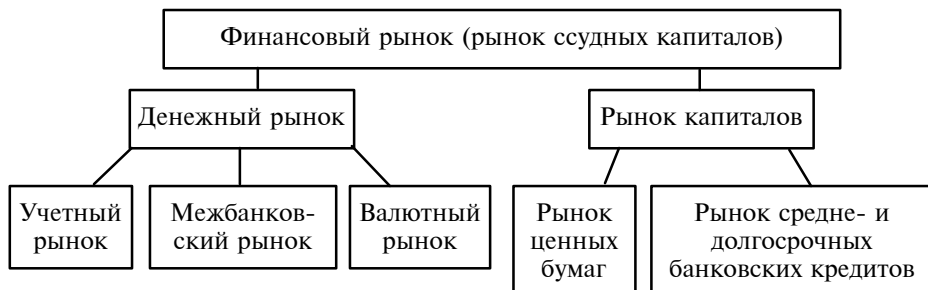 Финансовый рынок (рынок ссудных капиталов)
Денежный рынок
Рынок капиталов
Учетный
рынок
Межбанков-
ский рынок
Валютный
рынок
Рынок
ценных
бумаг
Рынок средне- и
долгосрочных
банковских кредитов